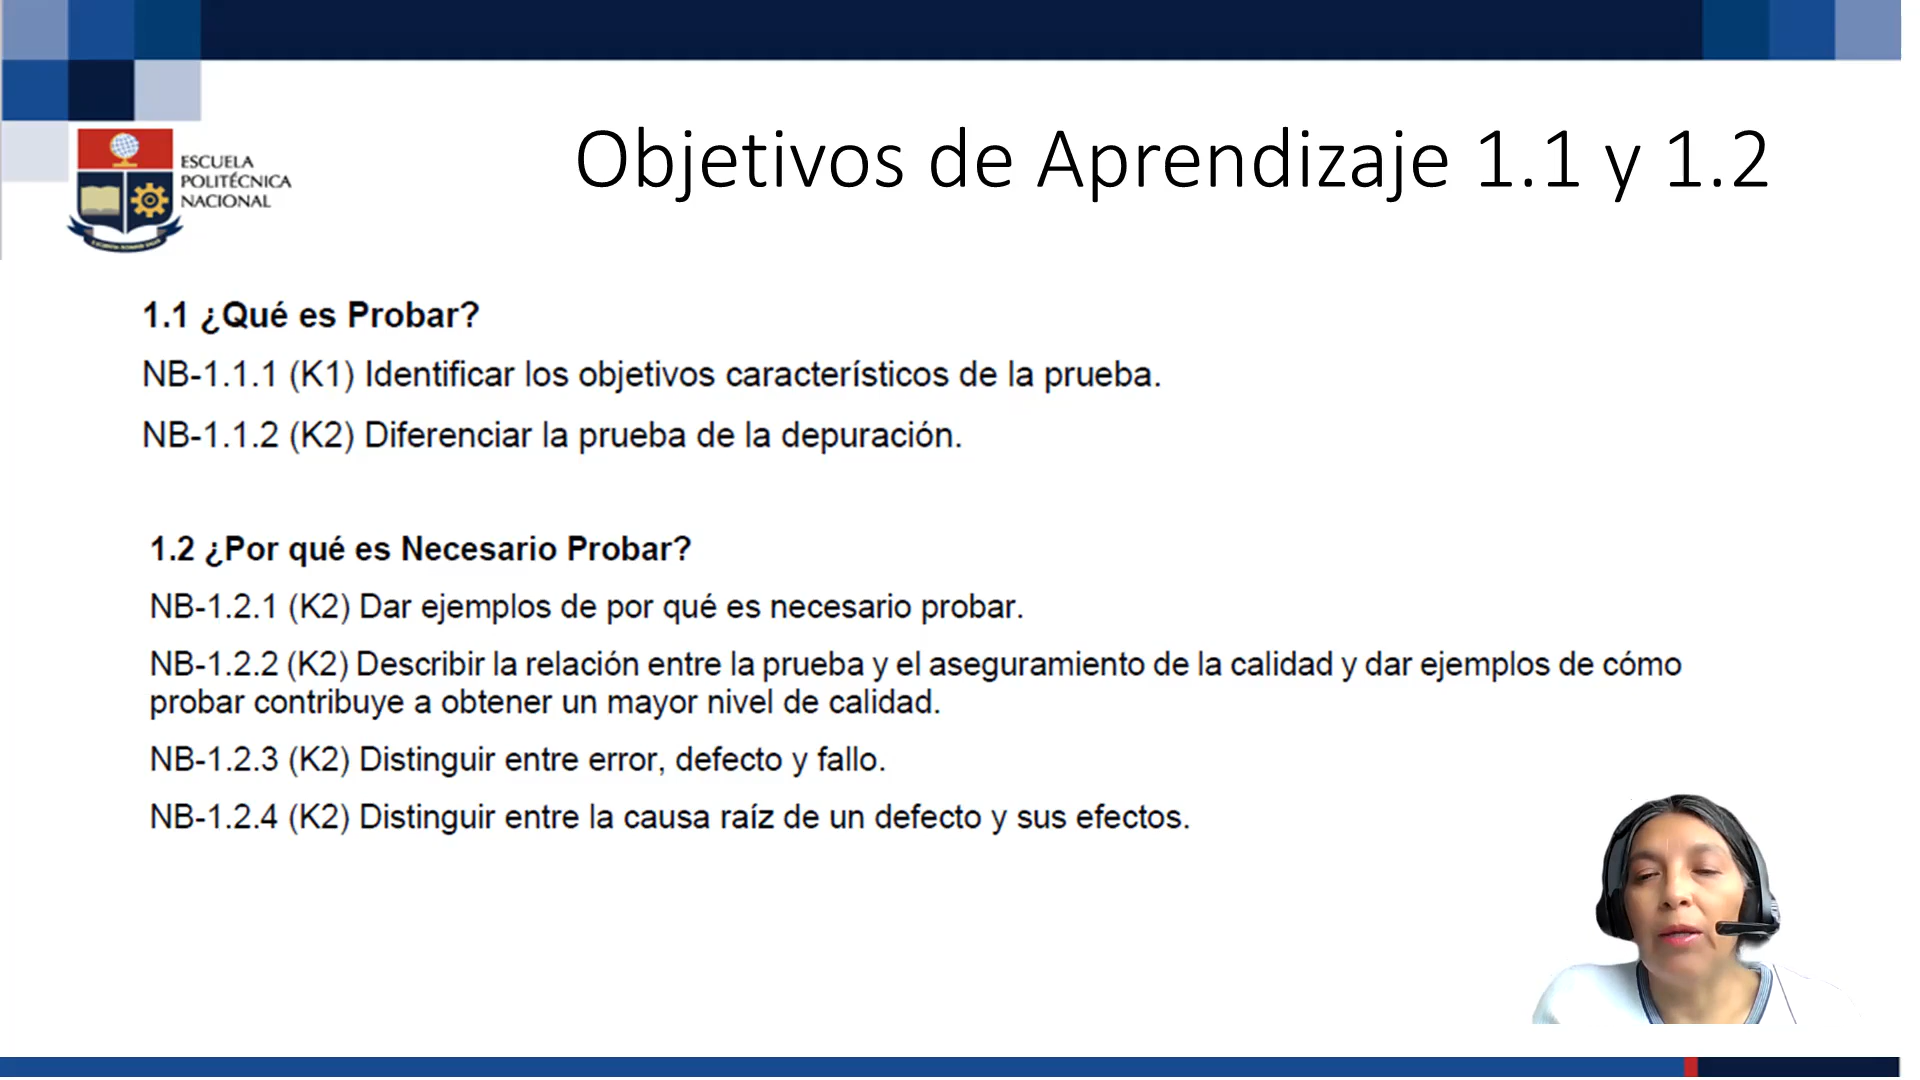 ESCUELA
POLITÉCNICA
NACIONAL
Objetivos de Aprendizaje 1.1 y 1.2
1.1 ¿Qué es Probar?
NB-1.1.1 (K1) Identificar los objetivos característicos de la prueba.
NB-1.1.2 (K2) Diferenciar la prueba de la depuración.
1.2 ¿Por qué es Necesario Probar?
NB-1.2.1 (K2) Dar ejemplos de por qué es necesario probar.
NB-1.2.2 (K2) Describir la relación entre la prueba y el aseguramiento de la calidad y dar ejemplos de cómo
probar contribuye a obtener un mayor nivel de calidad.
NB-1.2.3 (K2) Distinguir entre error, defecto y fallo.
NB-1.2.4 (K2) Distinguir entre la causa raíz de un defecto y sus efectos.